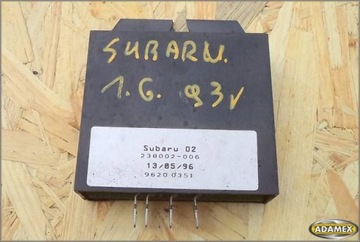 SUBARU.
1.6. 93r
Subaru 02
238002-006
13/05/96
9620 0351
ADAMEX